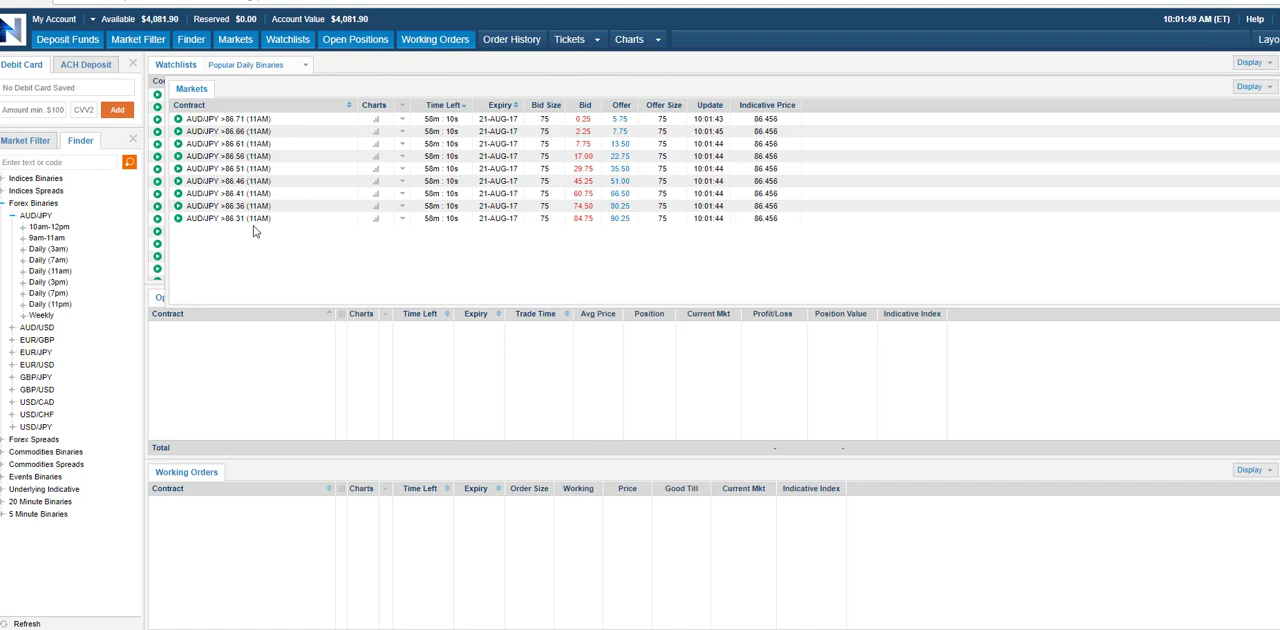 My Account Available $4,081.90 Reserved $0.00 Account Value $4,081.90 10:01:49 AM (ET) Help
Deposit Funds Market Filter Finder Markets Watchlists Open Positions Working Orders Order History Tickets Charts Layo
Debit Card ACH Deposit
No Debit Card Saved
Amount min. $100 CVV2 Add
Market Filter Finder
Enter text or code
Indices Binaries
Indices Spreads
Forex Binaries
AUD/JPY
10am-12pm
9am-11am
Daily (3am)
Daily (7am)
Daily (11am)
Daily (3pm)
Daily (7pm)
Daily (11pm)
Weekly
AUD/USD
EUR/GBP
EUR/JPY
EUR/USD
GBP/JPY
GBP/USD
USD/CAD
USD/CHF
USD/JPY
Forex Spreads
Commodities Binaries
Commodities Spreads
Events Binaries
Underlying Indicative
20 Minute Binaries
5 Minute Binaries
Refresh
Watchlists Popular Daily Binaries Display
Co
Markets Display
Contract Charts Time Left Expiry Bid Size Bid Offer Offer Size Update Indicative Price
AUD/JPY >86.71 (11AM) 58m : 10s 21-AUG-17 75 0.25 5.75 75 10:01:43 86.456
AUD/JPY >86.66 (11AM) 58m : 10s 21-AUG-17 75 2.25 7.75 75 10:01:45 86.456
AUD/JPY >86.61 (11AM) 58m : 10s 21-AUG-17 75 7.75 13.50 75 10:01:44 86.456
AUD/JPY >86.56 (11AM) 58m : 10s 21-AUG-17 75 17.00 22.75 75 10:01:44 86.456
AUD/JPY >86.51 (11AM) 58m : 10s 21-AUG-17 75 29.75 35.50 75 10:01:44 86.456
AUD/JPY >86.46 (11AM) 58m : 10s 21-AUG-17 75 45.25 51.00 75 10:01:44 86.456
AUD/JPY >86.41 (11AM) 58m : 10s 21-AUG-17 75 60.75 66.50 75 10:01:44 86.456
AUD/JPY >86.36 (11AM) 58m : 10s 21-AUG-17 75 74.50 80.25 75 10:01:44 86.456
AUD/JPY >86.31 (11AM) 58m : 10s 21-AUG-17 75 84.75 90.25 75 10:01:44 86.456
Op
Contract Charts Time Left Expiry Trade Time Avg Price Position Current Mkt Profit/Loss Position Value Indicative Index
Total - -
Working Orders Display
Contract Charts Time Left Expiry Order Size Working Price Good Till Current Mkt Indicative Index